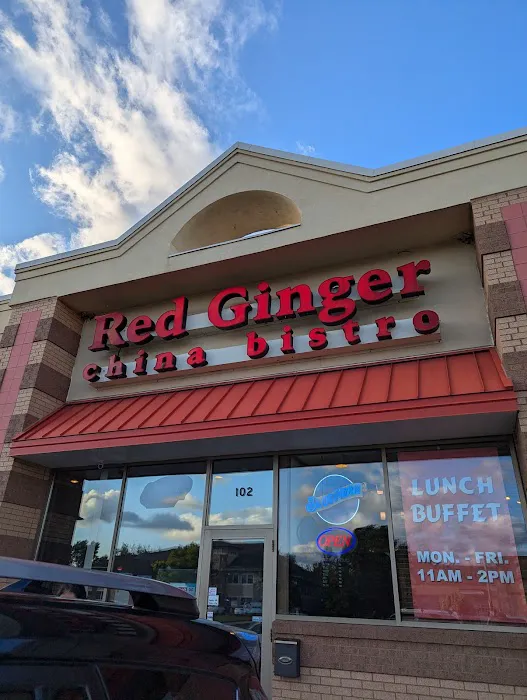 Red Ginger
china bistro
102
OPEN
LUNCH
BUFFET
MON. - FRI.
11AM - 2PM